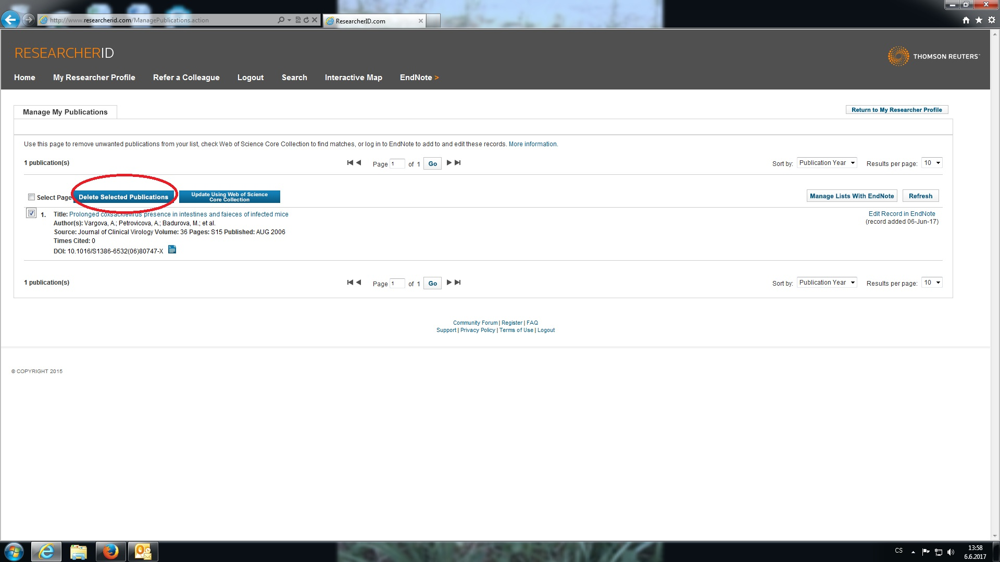 http://www.researcherid.com/ManagePublications.action
ResearcherID.com
RESEARCHERID
THOMSON REUTERS™
Home My Researcher Profile Refer a Colleague Logout Search Interactive Map EndNote >
Manage My Publications
Return to My Researcher Profile
Use this page to remove unwanted publications from your list, check Web of Science Core Collection to find matches, or log in to EndNote to add to and edit these records. More information.
1 publication(s) Page 1 of 1 Go Sort by: Publication Year Results per page: 10
Select Page Delete Selected Publications Update Using Web of Science Core Collection Manage Lists With EndNote Refresh
1. Title: Prolonged coxsackievirus presence in intestines and faieces of infected mice Edit Record in EndNote
Author(s): Vargova, A.; Petrovicova, A.; Badurova, M.; et al. (record added 06-Jun-17)
Source: Journal of Clinical Virology Volume: 36 Pages: S15 Published: AUG 2006
Times Cited: 0
DOI: 10.1016/S1386-6532(06)80747-X
1 publication(s) Page 1 of 1 Go Sort by: Publication Year Results per page: 10
Community Forum | Register | FAQ
Support | Privacy Policy | Terms of Use | Logout
© COPYRIGHT 2015
CS 13:58
6.6.2017